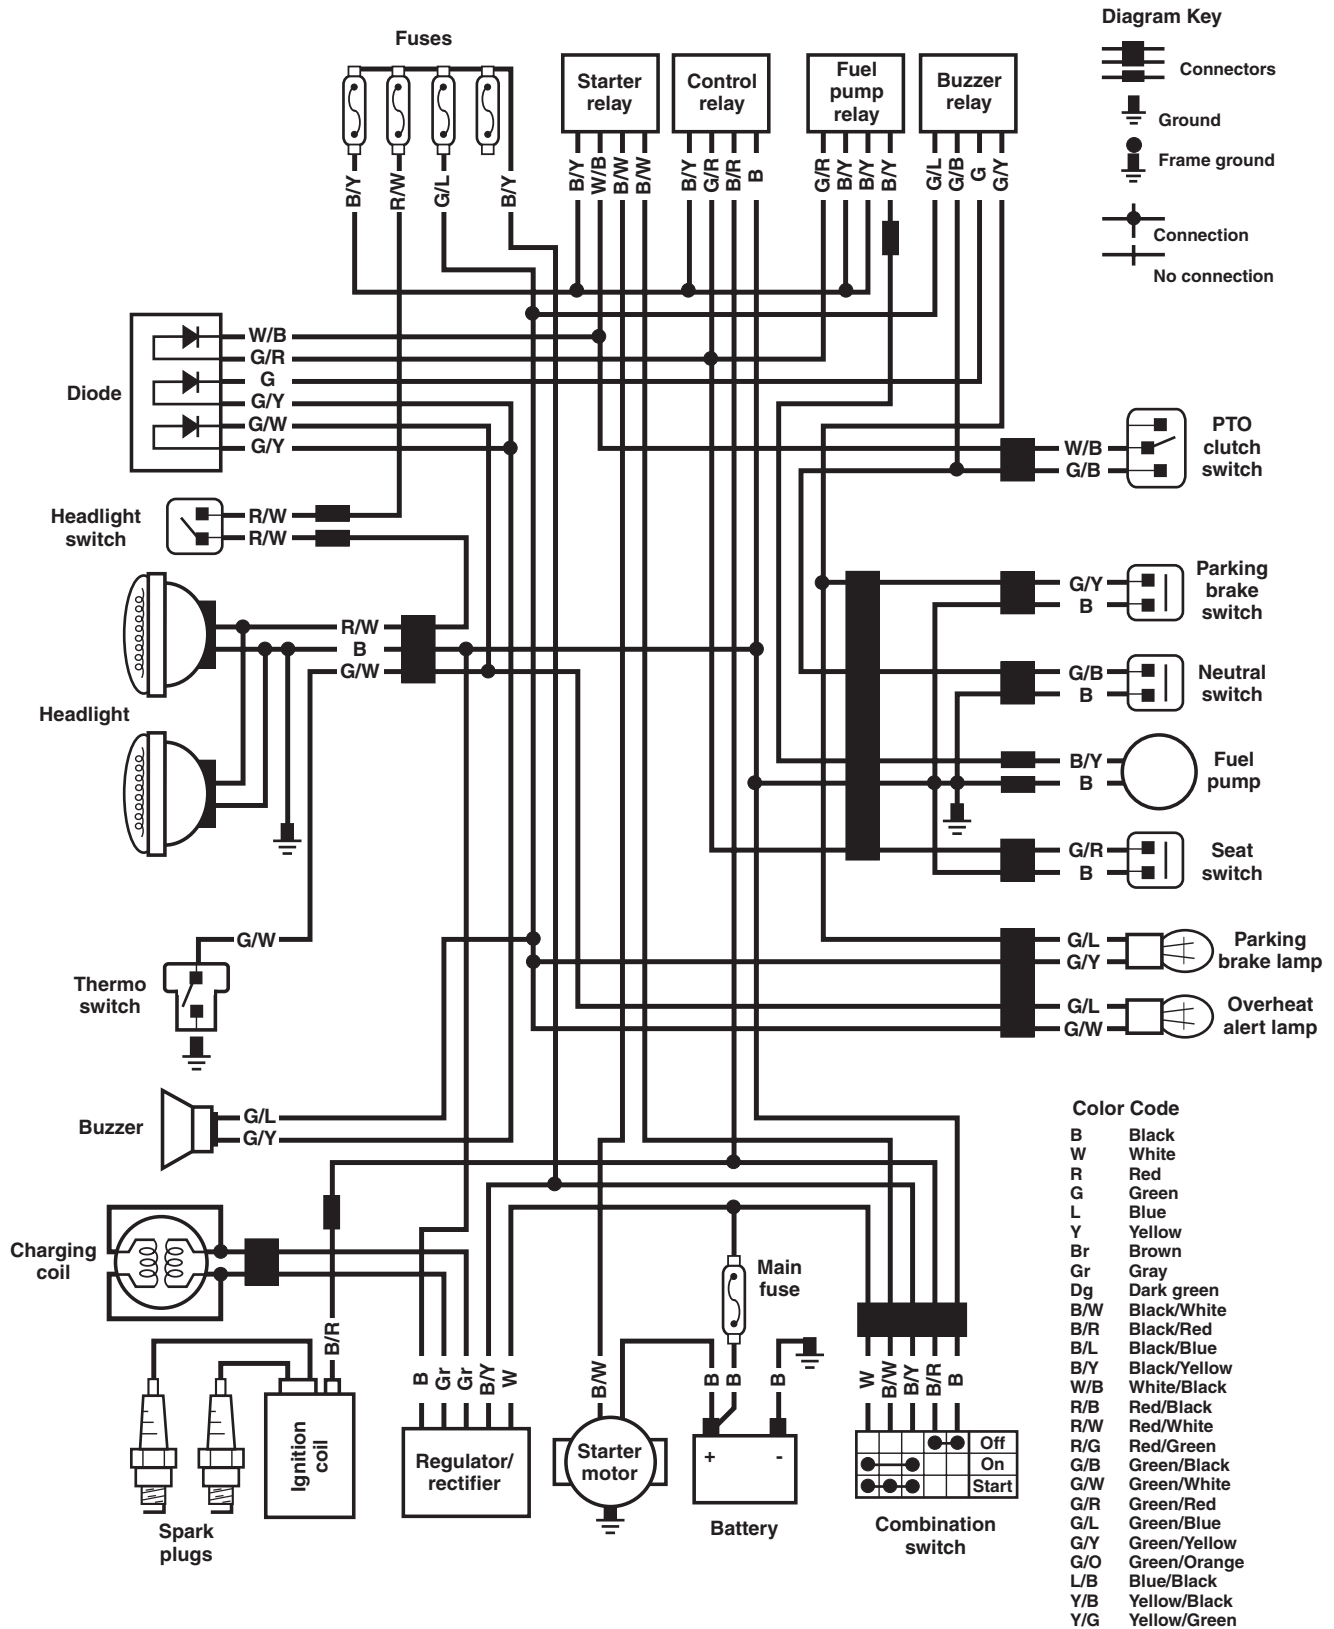 Diagram Key
Connectors
Ground
Frame ground
Connection
No connection
Fuses
Starter
relay
Control
relay
Fuel
pump
relay
Buzzer
relay
B/Y
R/W
G/L
B/Y
B/Y
W/B
B/W
B/W
B/Y
G/R
B/R
B
G/R
B/Y
B/Y
B/Y
G/L
G/B
G
G/Y
Diode
W/B
G/R
G
G/Y
G/W
G/Y
W/B
G/B
PTO
clutch
switch
Headlight
switch
R/W
R/W
G/Y
B
Parking
brake
switch
R/W
B
G/W
G/B
B
Neutral
switch
Headlight
B/Y
B
Fuel
pump
G/R
B
Seat
switch
G/W
G/L
G/Y
Parking
brake lamp
Thermo
switch
G/L
G/W
Overheat
alert lamp
Buzzer
G/L
G/Y
Charging
coil
Main
fuse
B/R
B
Gr
Gr
B/Y
W
B/W
B
B
B
W
B/W
B/Y
B/R
B
Ignition
coil
Regulator/
rectifier
Starter
motor
+ -
Off
On
Start
Spark
plugs
Battery
Combination
switch
Color Code
B Black
W White
R Red
G Green
L Blue
Y Yellow
Br Brown
Gr Gray
Dg Dark green
B/W Black/White
B/R Black/Red
B/L Black/Blue
B/Y Black/Yellow
W/B White/Black
R/B Red/Black
R/W Red/White
R/G Red/Green
G/B Green/Black
G/W Green/White
G/R Green/Red
G/L Green/Blue
G/Y Green/Yellow
G/O Green/Orange
L/B Blue/Black
Y/B Yellow/Black
Y/G Yellow/Green